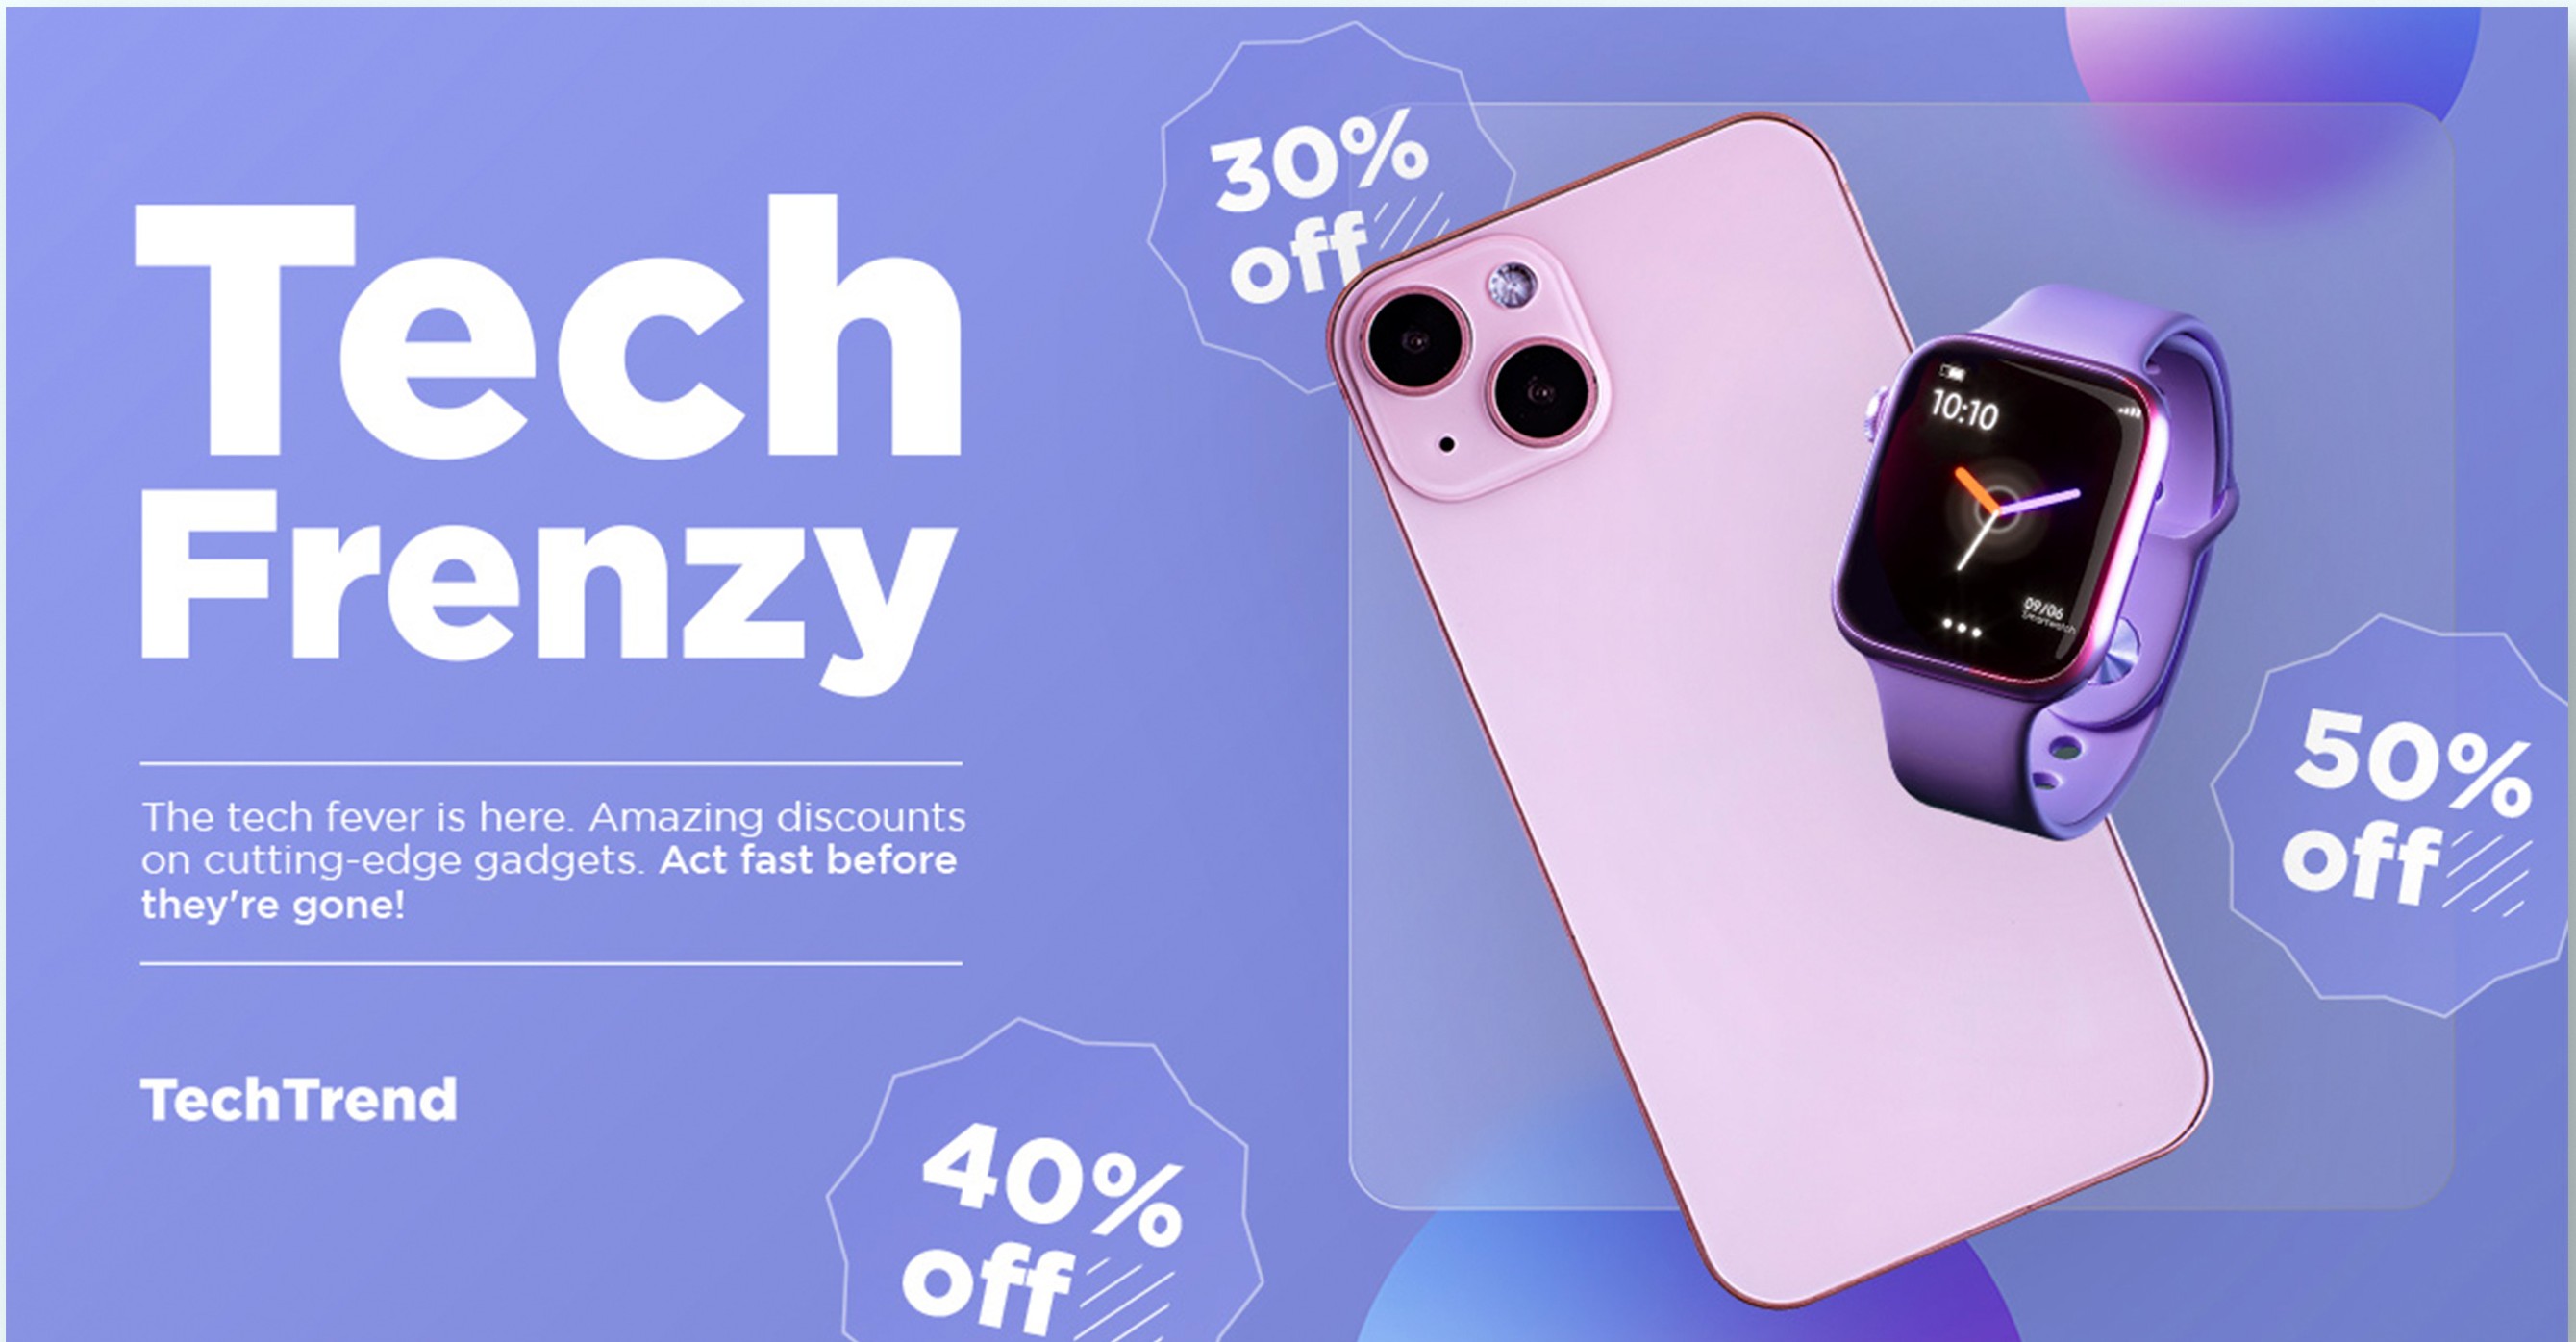 Tech
Frenzy
The tech fever is here. Amazing discounts
on cutting-edge gadgets. Act fast before
they're gone!
TechTrend
30%
off
10:10
09/06
Smartwatch
50%
off
40%
off